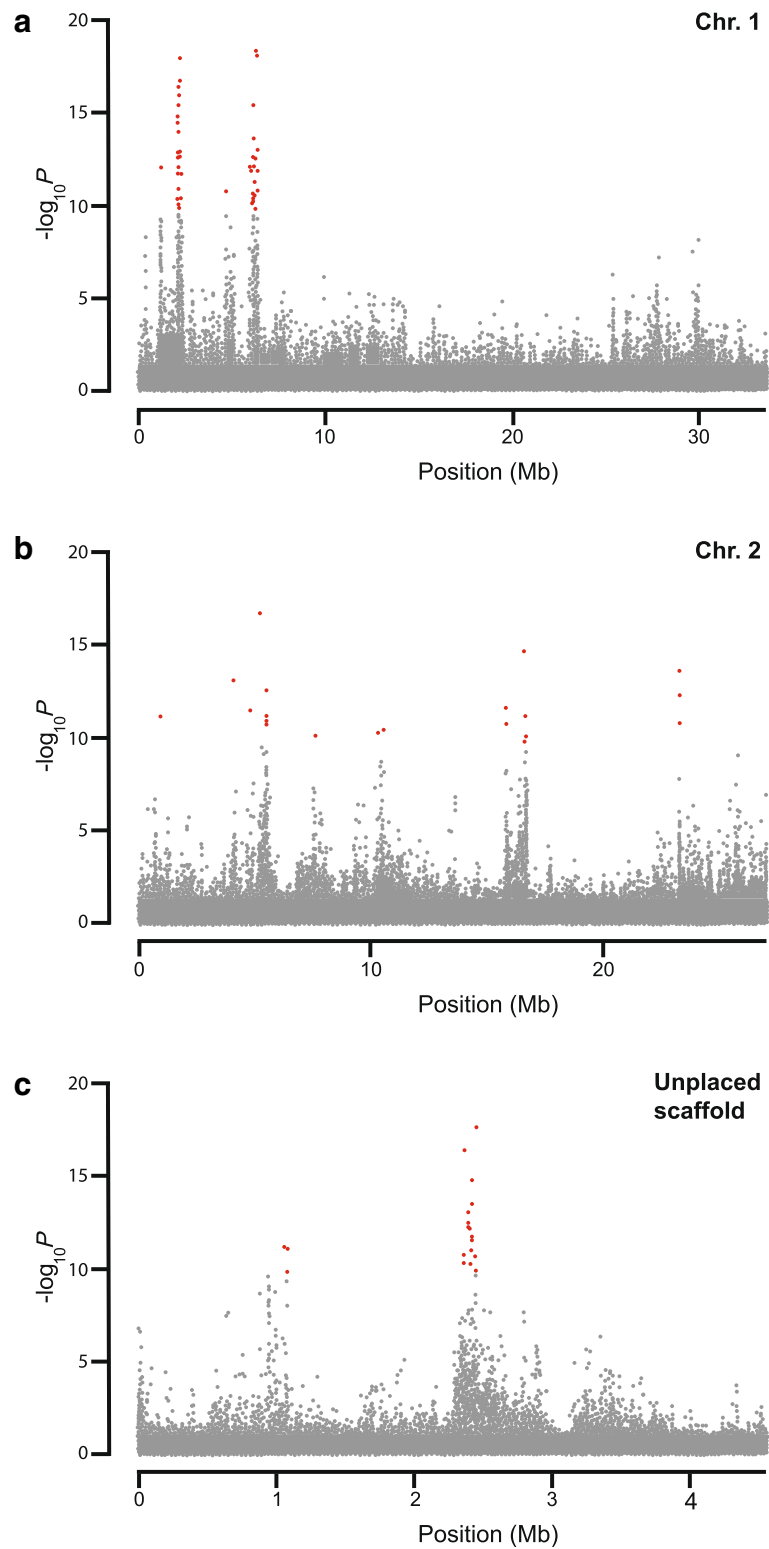 a
Chr. 1
20
15
10
5
0
-log10P
0 10 20 30
Position (Mb)
b
Chr. 2
20
15
10
5
0
-log10P
0 10 20
Position (Mb)
c
Unplaced
scaffold
20
15
10
5
0
-log10P
0 1 2 3 4
Position (Mb)